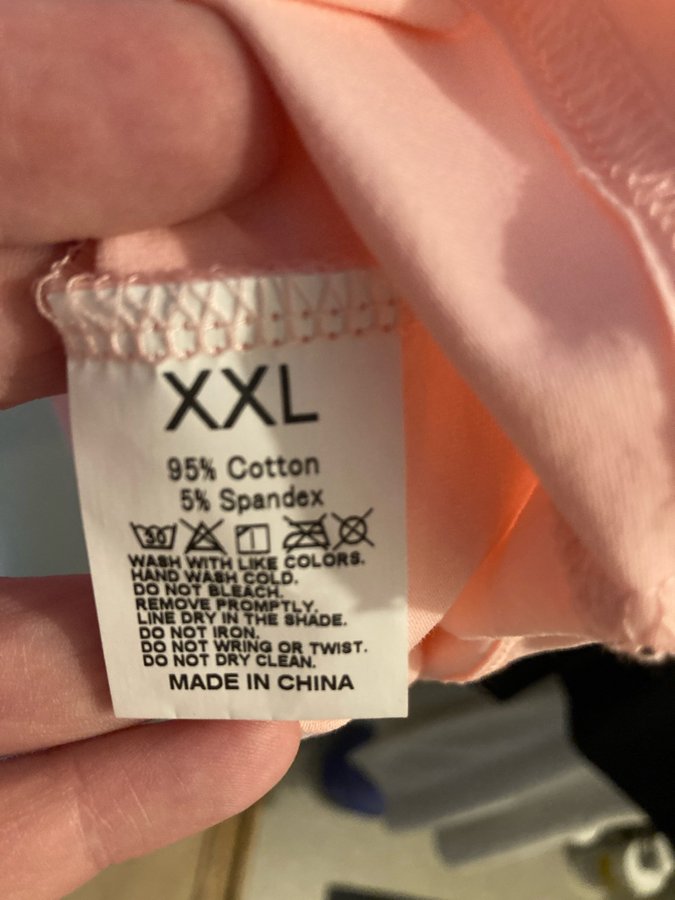 XXL
95% Cotton
5% Spandex
30
WASH WITH LIKE COLORS.
HAND WASH COLD.
DO NOT BLEACH.
REMOVE PROMPTLY.
LINE DRY IN THE SHADE.
DO NOT IRON.
DO NOT WRING OR TWIST.
DO NOT DRY CLEAN.
MADE IN CHINA